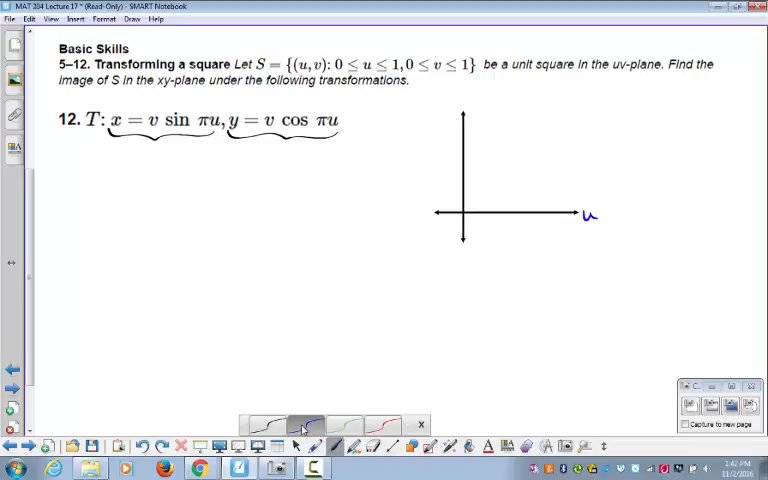 MAT 204 Lecture 17 * (Read-Only) - SMART Notebook
File Edit View Insert Format Draw Help
Basic Skills
5–12. Transforming a square Let S = {(u, v): 0 ≤ u ≤ 1, 0 ≤ v ≤ 1} be a unit square in the uv-plane. Find the
image of S in the xy-plane under the following transformations.
12. T: x = v sin πu, y = v cos πu
u
Capture to new page
1:42 PM
11/2/2016